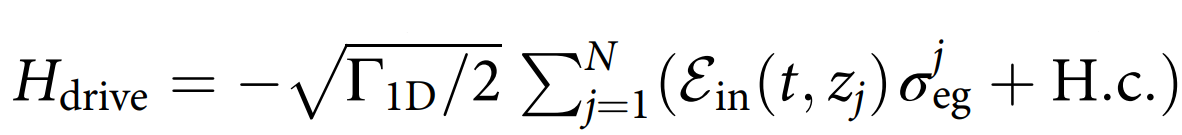 H_drive = −√(Γ_1D/2) ∑_{j=1}^{N} (ℰ_in(t, z_j) σ_eg^j + H.c.)